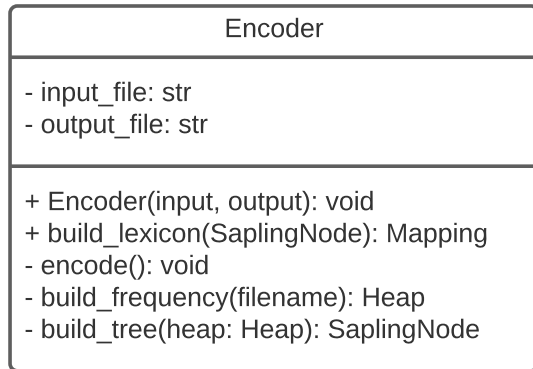 Encoder
- input_file: str
- output_file: str
+ Encoder(input, output): void
+ build_lexicon(SaplingNode): Mapping
- encode(): void
- build_frequency(filename): Heap
- build_tree(heap: Heap): SaplingNode